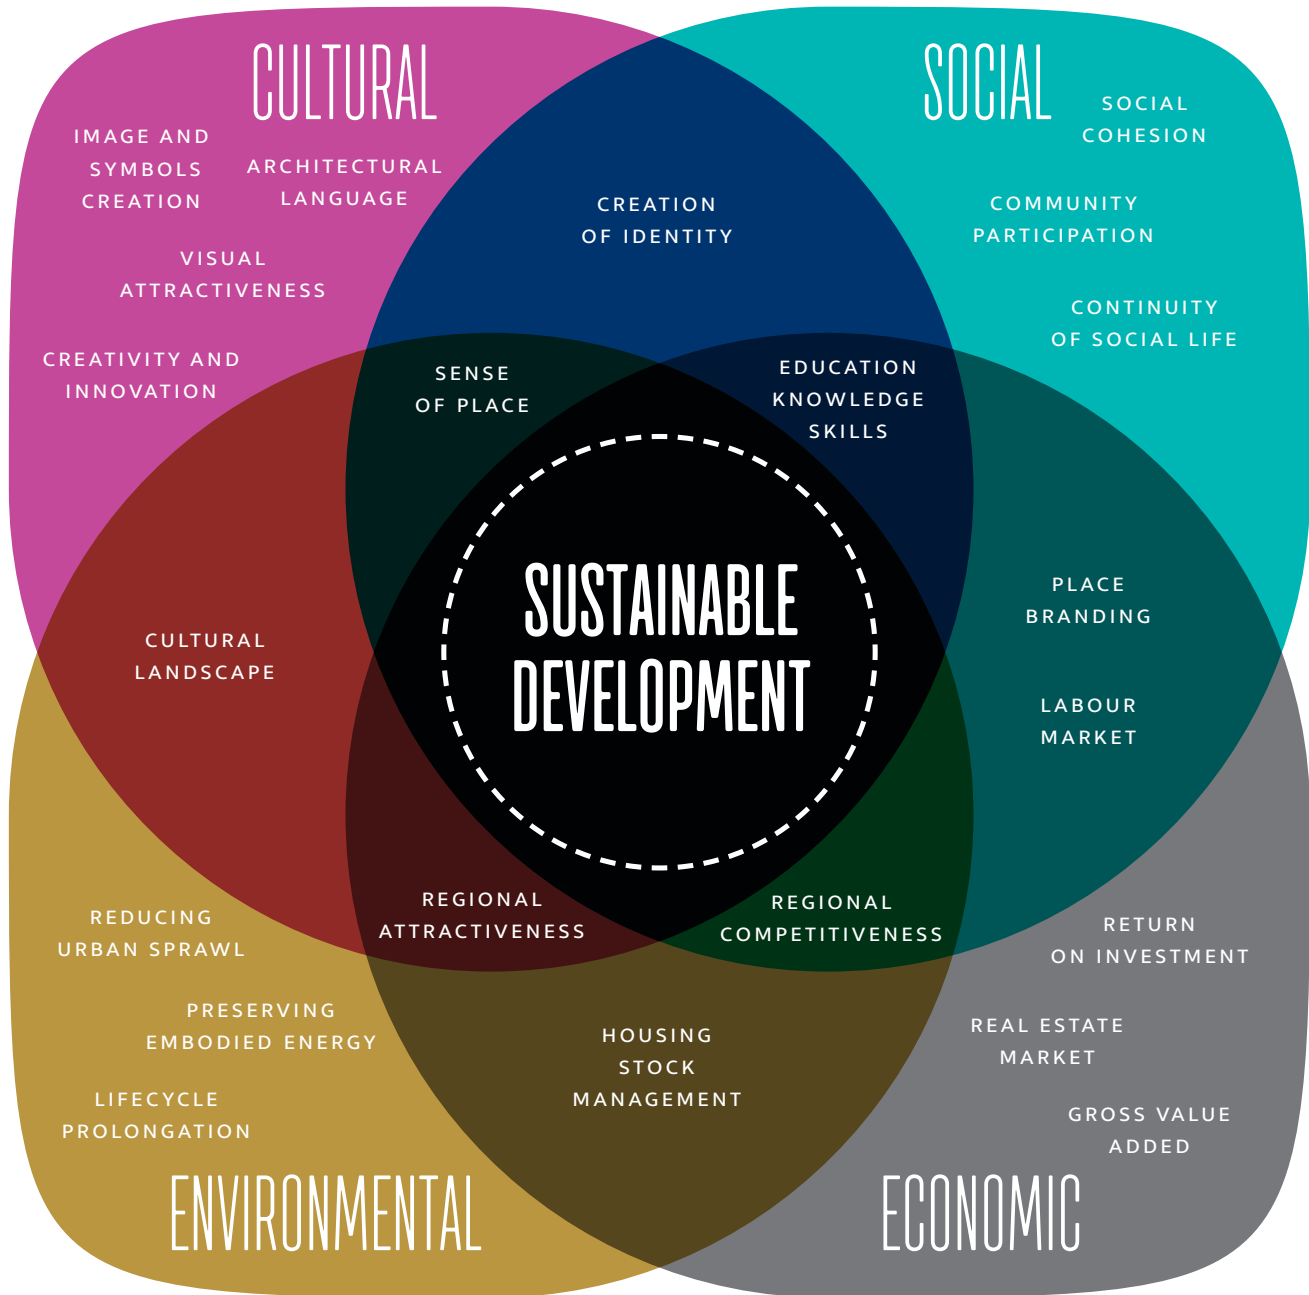 CULTURAL
IMAGE AND
SYMBOLS
CREATION
ARCHITECTURAL
LANGUAGE
VISUAL
ATTRACTIVENESS
CREATIVITY AND
INNOVATION
CREATION
OF IDENTITY
SOCIAL
SOCIAL
COHESION
COMMUNITY
PARTICIPATION
CONTINUITY
OF SOCIAL LIFE
SENSE
OF PLACE
EDUCATION
KNOWLEDGE
SKILLS
CULTURAL
LANDSCAPE
SUSTAINABLE
DEVELOPMENT
PLACE
BRANDING
LABOUR
MARKET
REGIONAL
ATTRACTIVENESS
REGIONAL
COMPETITIVENESS
REDUCING
URBAN SPRAWL
PRESERVING
EMBODIED ENERGY
LIFECYCLE
PROLONGATION
ENVIRONMENTAL
HOUSING
STOCK
MANAGEMENT
RETURN
ON INVESTMENT
REAL ESTATE
MARKET
GROSS VALUE
ADDED
ECONOMIC